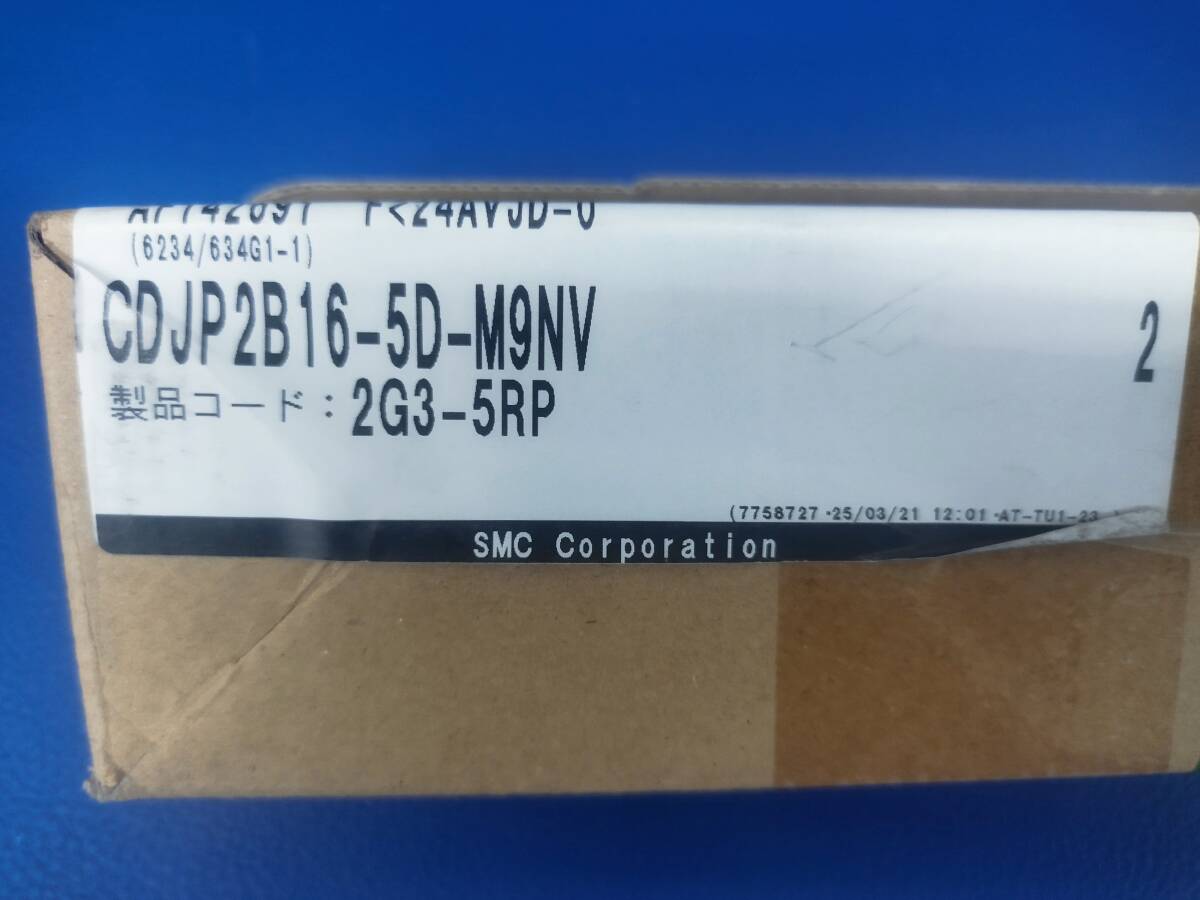 (6234/634G1-1)
CDJP2B16-5D-M9NV 2
製品コード: 2G3-5RP
(7758727 ·25/03/21 12:01 ·AT-TU1-23
SMC Corporation